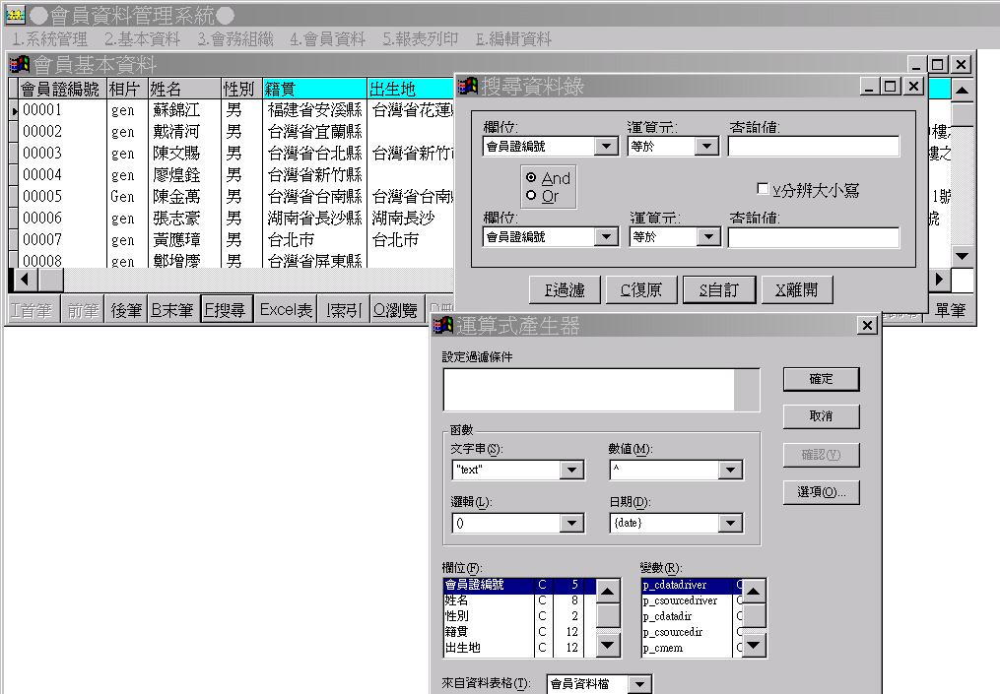 ●會員資料管理系統●
1.系統管理 2.基本資料 3.會務組織 4.會員資料 5.報表列印 E.編輯資料
會員基本資料
會員證編號 相片 姓名 性別 籍貫 出生地
00001 gen 蘇錦江 男 福建省安溪縣 台灣省花蓮
00002 gen 戴清河 男 台灣省宜蘭縣
00003 gen 陳文賜 男 台灣省台北縣 台灣省新竹
00004 gen 廖煌銓 男 台灣省新竹縣
00005 gen 陳金萬 男 台灣省台南縣 台灣省台南
00006 gen 張志豪 男 湖南省長沙縣 湖南長沙
00007 gen 黃應璋 男 台北市 台北市
00008 gen 鄭增慶 男 台灣省屏東縣
I首筆 前筆 後筆 B末筆 F搜尋 Excel表 !索引 O瀏覽 單筆
搜尋資料錄
欄位: 運算元: 查詢值:
會員證編號 等於
And
Or
Y分辨大小寫
欄位: 運算元: 查詢值:
會員證編號 等於
F過濾 C復原 S自訂 X離開
運算式產生器
設定過濾條件
確定
取消
確認(V)
選項(O)...
函數
文字串(S): 數值(M):
"text" ^
邏輯(L): 日期(D):
() {date}
欄位(F): 變數(R):
會員證編號 C 5 p_cdatadriver
姓名 C 8 p_csourcedriver
性別 C 2 p_cdatadir
籍貫 C 12 p_csourcedir
出生地 C 12 p_cmem
來自資料表格(T): 會員資料檔